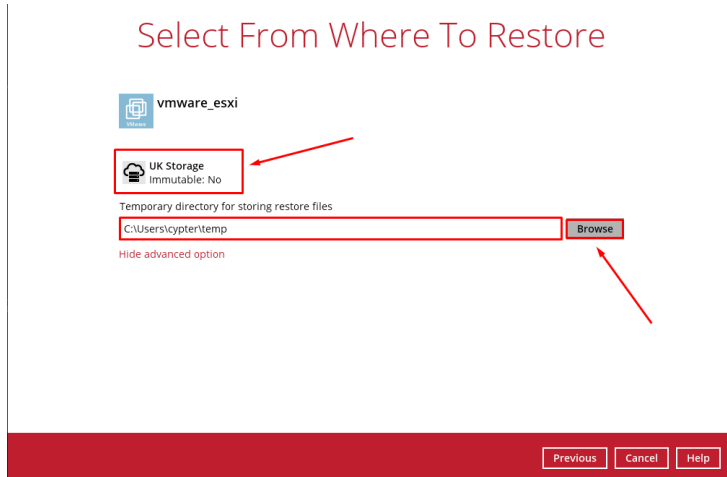 Select From Where To Restore
vmware_esxi
VMware
UK Storage
Immutable: No
Temporary directory for storing restore files
C:\Users\cypter\temp
Browse
Hide advanced option
Previous
Cancel
Help